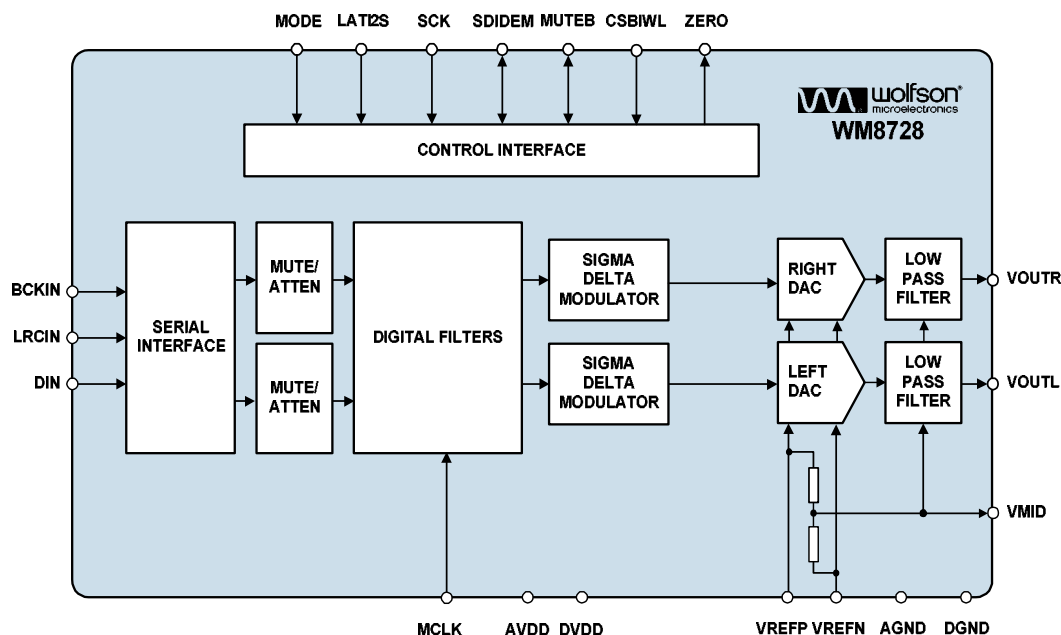 MODE LATI2S SCK SDIDEM MUTEB CSBIWL ZERO
wolfson®
microelectronics
WM8728
CONTROL INTERFACE
BCKIN
LRCIN
DIN
SERIAL
INTERFACE
MUTE/
ATTEN
MUTE/
ATTEN
DIGITAL FILTERS
SIGMA
DELTA
MODULATOR
SIGMA
DELTA
MODULATOR
RIGHT
DAC
LEFT
DAC
LOW
PASS
FILTER
LOW
PASS
FILTER
VOUTR
VOUTL
VMID
MCLK AVDD DVDD VREFP VREFN AGND DGND